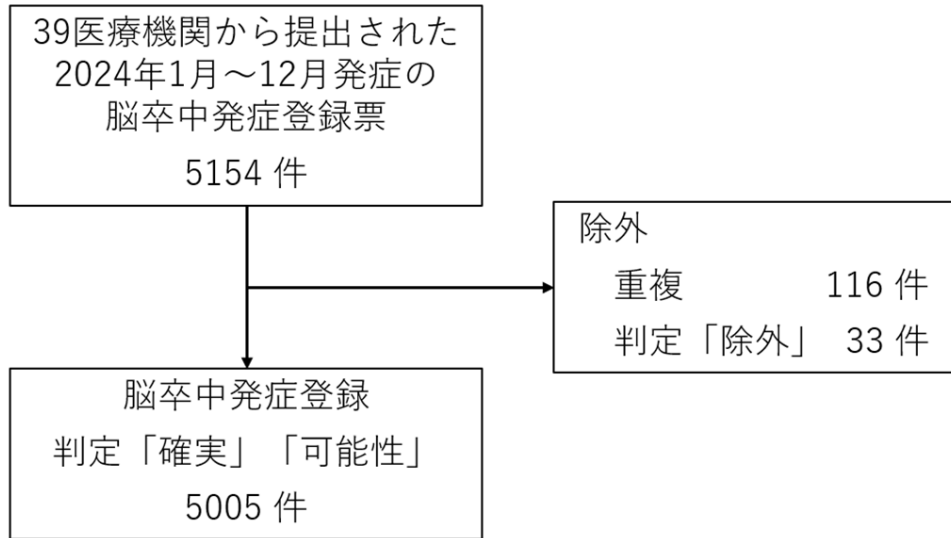 39医療機関から提出された
2024年1月～12月発症の
脳卒中発症登録票
5154 件
除外
重複 116 件
判定「除外」 33 件
脳卒中発症登録
判定「確実」「可能性」
5005 件